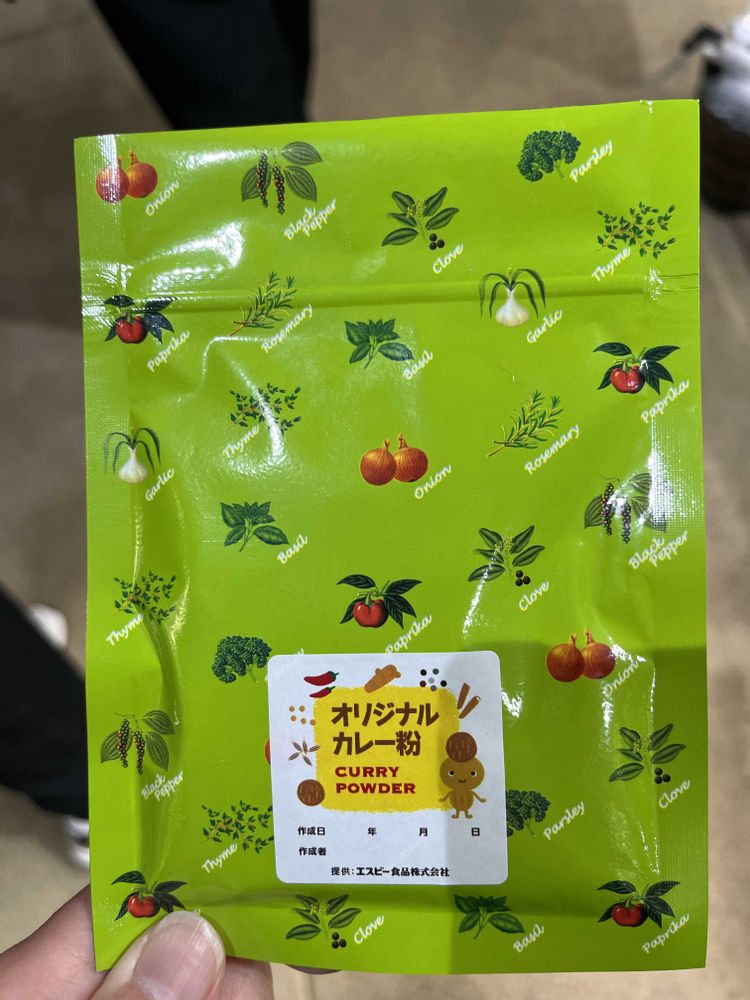 Onion
Black
Pepper
Parsley
Clove
Thyme
Paprika
Rosemary
Basil
Garlic
Paprika
Thyme
Garlic
Onion
Rosemary
Basil
Clove
Black
Pepper
Thyme
Paprika
Onion
オリジナル
カレー粉
CURRY
POWDER
作成日 年 月 日
作成者
提供：エスビー食品株式会社
Black
Pepper
Clove
Thyme
Parsley
Clove
Basil
Paprika